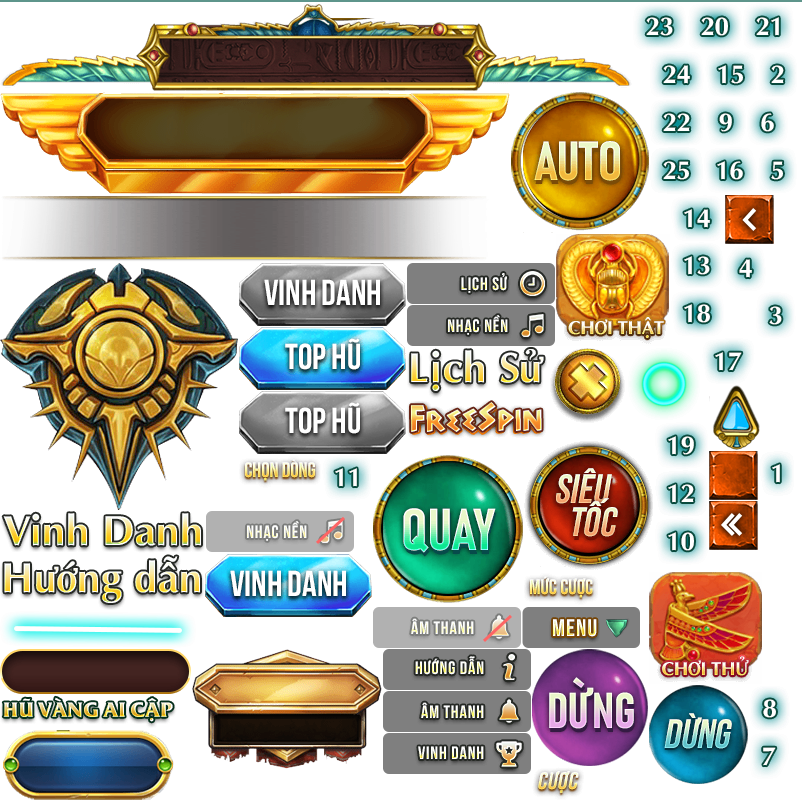 23 20 21
24 15 2
22 9 6
AUTO
25 16 5
14
13 4
CHƠI THẬT
18 3
VINH DANH
LỊCH SỬ
NHẠC NỀN
TOP HŨ
Lịch Sử
17
TOP HŨ
FREESPIN
19
1
CHỌN DÒNG
11
12
SIÊU
TỐC
QUAY
10
Vinh Danh
NHẠC NỀN
Hướng dẫn
VINH DANH
MỨC CƯỢC
ÂM THANH
MENU
HƯỚNG DẪN
CHƠI THỬ
HŨ VÀNG AI CẬP
ÂM THANH
DỪNG
DỪNG
8
VINH DANH
7
CƯỢC